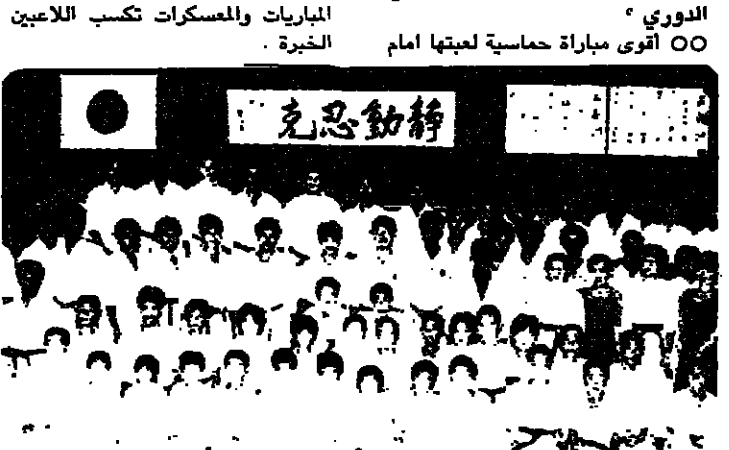 الدوري ؟
○○ أقوى مباراة حماسية لعبتها امام
المباريات والمعسكرات تكسب اللاعبين
الخبرة .
静動忍克